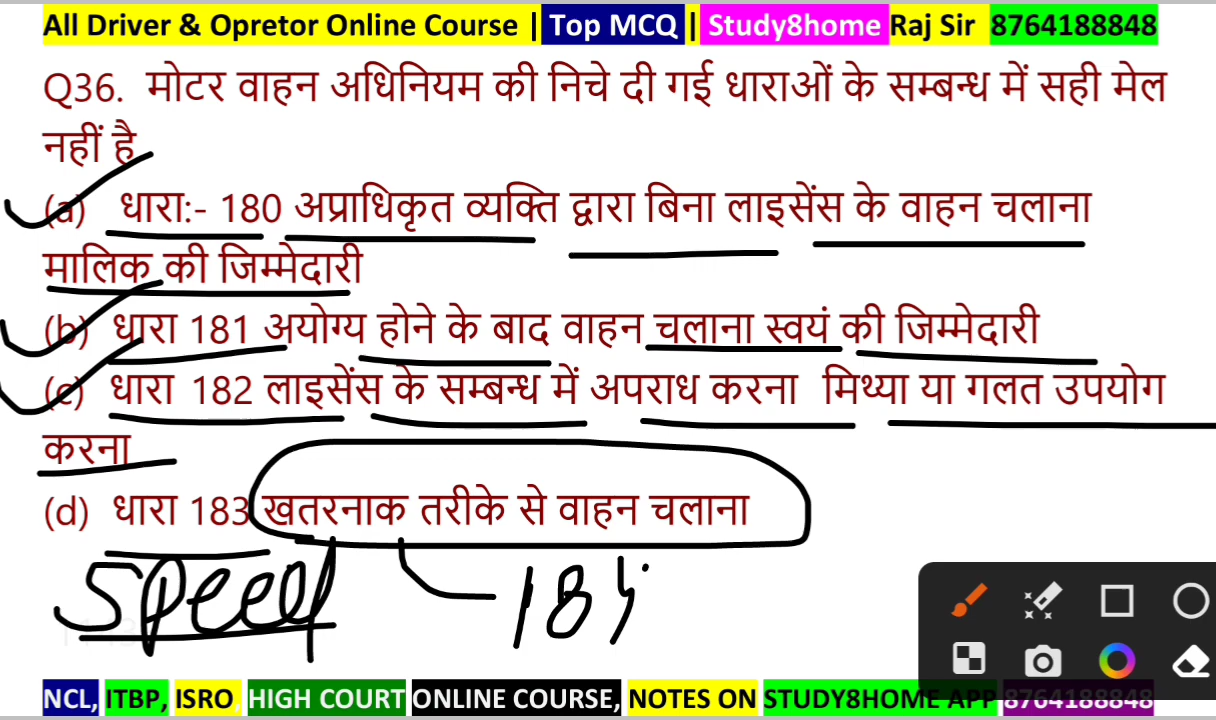 All Driver & Opretor Online Course | Top MCQ | Study8home Raj Sir 8764188848
Q36. मोटर वाहन अधिनियम की निचे दी गई धाराओं के सम्बन्ध में सही मेल
नहीं है
(a) धारा:- 180 अप्राधिकृत व्यक्ति द्वारा बिना लाइसेंस के वाहन चलाना
मालिक की जिम्मेदारी
(b) धारा 181 अयोग्य होने के बाद वाहन चलाना स्वयं की जिम्मेदारी
(c) धारा 182 लाइसेंस के सम्बन्ध में अपराध करना मिथ्या या गलत उपयोग
करना
(d) धारा 183 खतरनाक तरीके से वाहन चलाना
Speed
NCL, ITBP, ISRO, HIGH COURT ONLINE COURSE, NOTES ON STUDY8HOME APP 8764188848